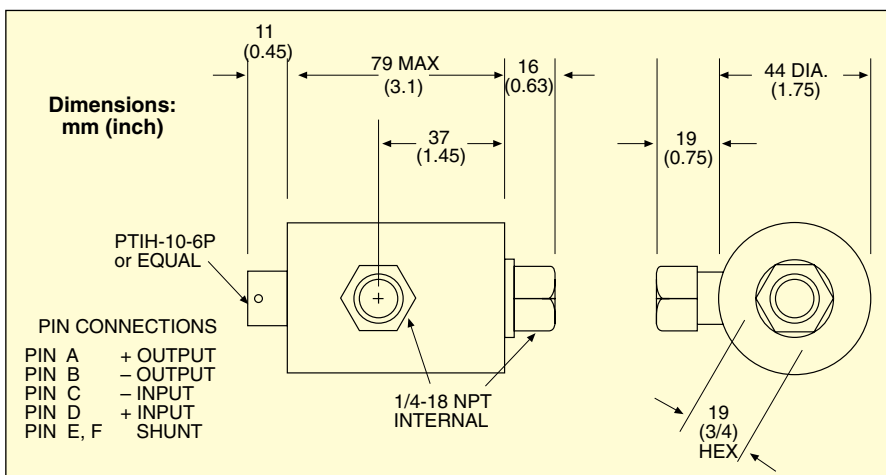 11
(0.45)
79 MAX
(3.1)
16
(0.63)
44 DIA.
(1.75)
Dimensions:
mm (inch)
37
(1.45)
19
(0.75)
PTIH-10-6P
or EQUAL
PIN CONNECTIONS
PIN A + OUTPUT
PIN B – OUTPUT
PIN C – INPUT
PIN D + INPUT
PIN E, F SHUNT
1/4-18 NPT
INTERNAL
19
(3/4)
HEX